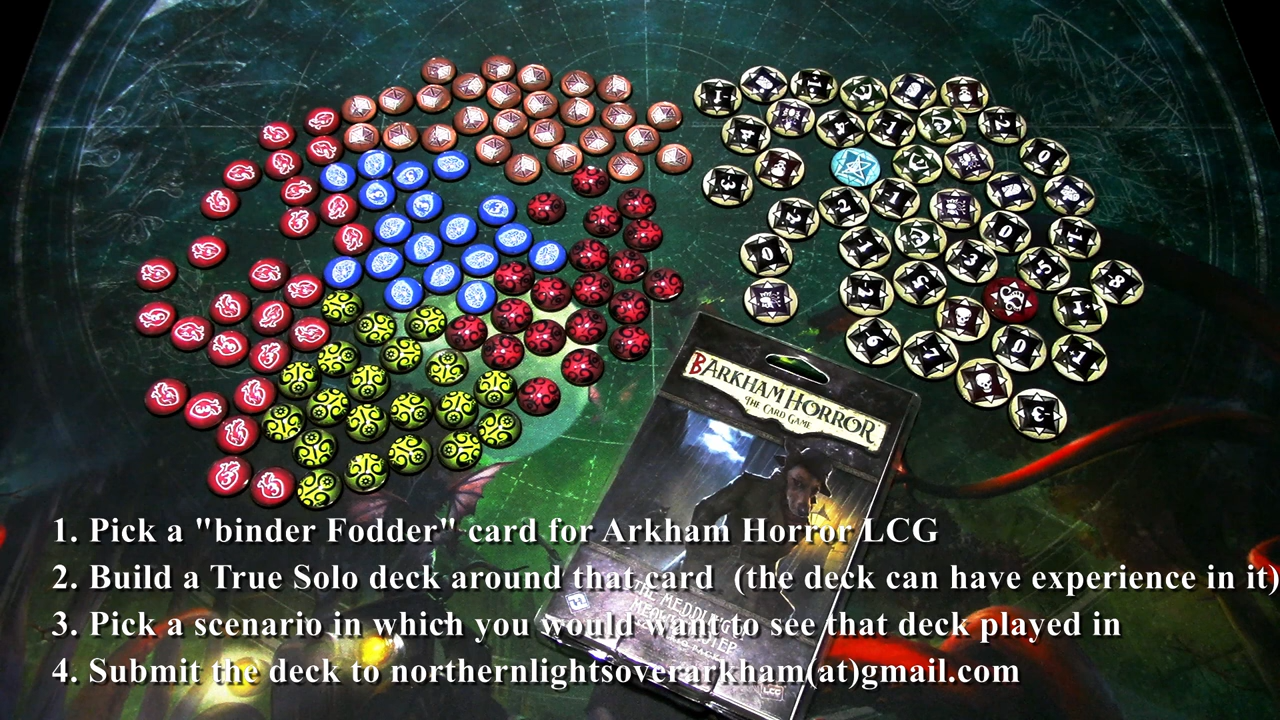 BARKHAM HORROR
THE CARD GAME
1. Pick a "binder Fodder" card for Arkham Horror LCG
2. Build a True Solo deck around that card (the deck can have experience in it)
3. Pick a scenario in which you would want to see that deck played in
4. Submit the deck to northernlightsoverarkham(at)gmail.com
LCG